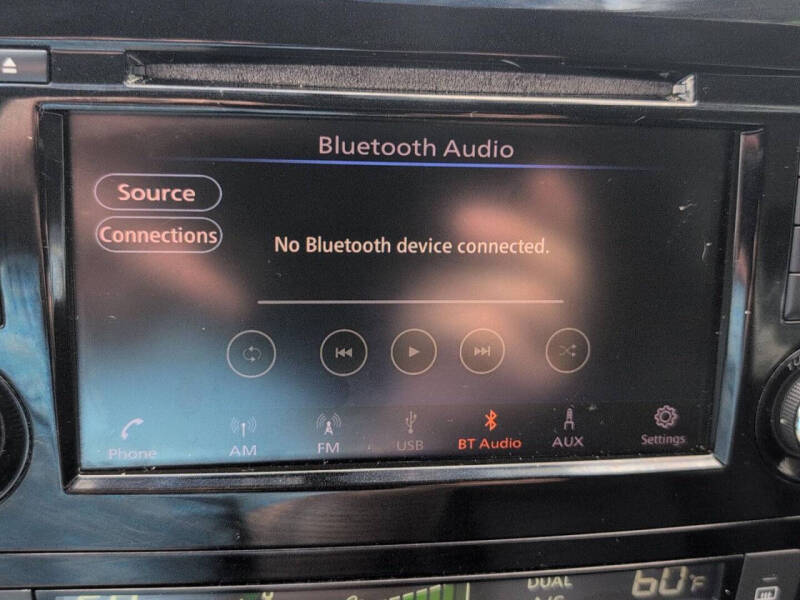 Bluetooth Audio
Source
Connections
No Bluetooth device connected.
Phone
AM
FM
USB
BT Audio
AUX
Settings
DUAL
60°F